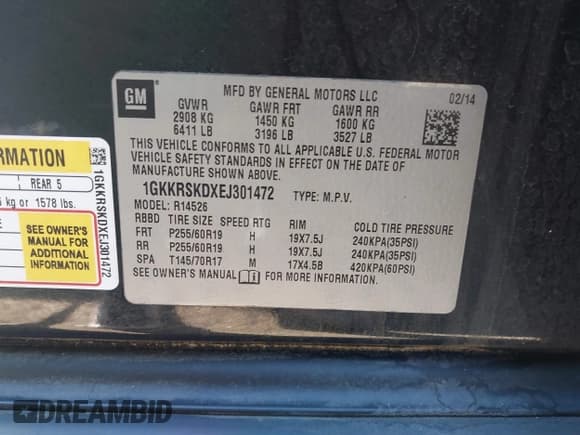 GM
MFD BY GENERAL MOTORS LLC 02/14
GVWR GAWR FRT GAWR RR
2908 KG 1450 KG 1600 KG
6411 LB 3196 LB 3527 LB
THIS VEHICLE CONFORMS TO ALL APPLICABLE U.S. FEDERAL MOTOR
VEHICLE SAFETY STANDARDS IN EFFECT ON THE DATE OF
MANUFACTURE SHOWN ABOVE.
1GKKRSKDXEJ301472 TYPE: M.P.V.
MODEL: R14526
RBBD TIRE SIZE SPEED RTG RIM COLD TIRE PRESSURE
FRT P255/60R19 H 19X7.5J 240KPA(35PSI)
RR P255/60R19 H 19X7.5J 240KPA(35PSI)
SPA T145/70R17 M 17X4.5B 420KPA(60PSI)
SEE OWNER'S MANUAL FOR MORE INFORMATION.
RMATION
REAR 5
kg or 1578 lbs.
SEE OWNER'S
MANUAL FOR
ADDITIONAL
INFORMATION
1GKKRSKDXEJ301472
DREAMBID